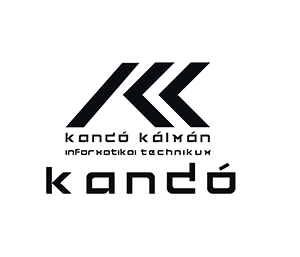 kandó kálmán
informatikai technikum
kandó